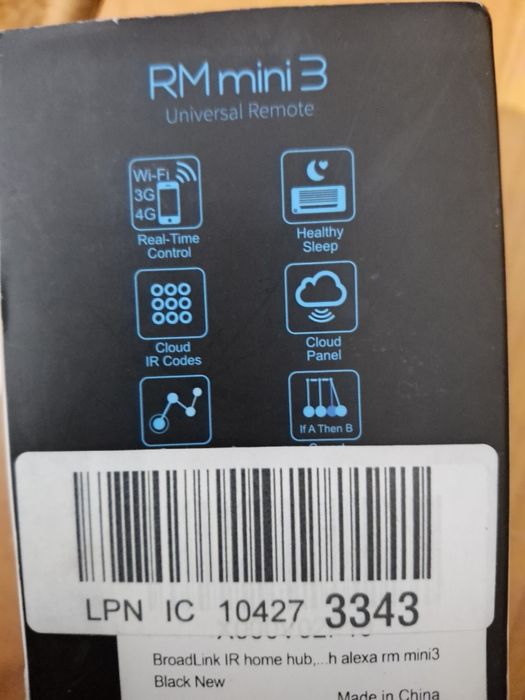 RM mini 3
Universal Remote
Wi-Fi
3G
4G
Real-Time
Control
Healthy
Sleep
Cloud
IR Codes
Cloud
Panel
If A Then B
LPN IC 10427 3343
BroadLink IR home hub,...h alexa rm mini3
Black New
Made in China